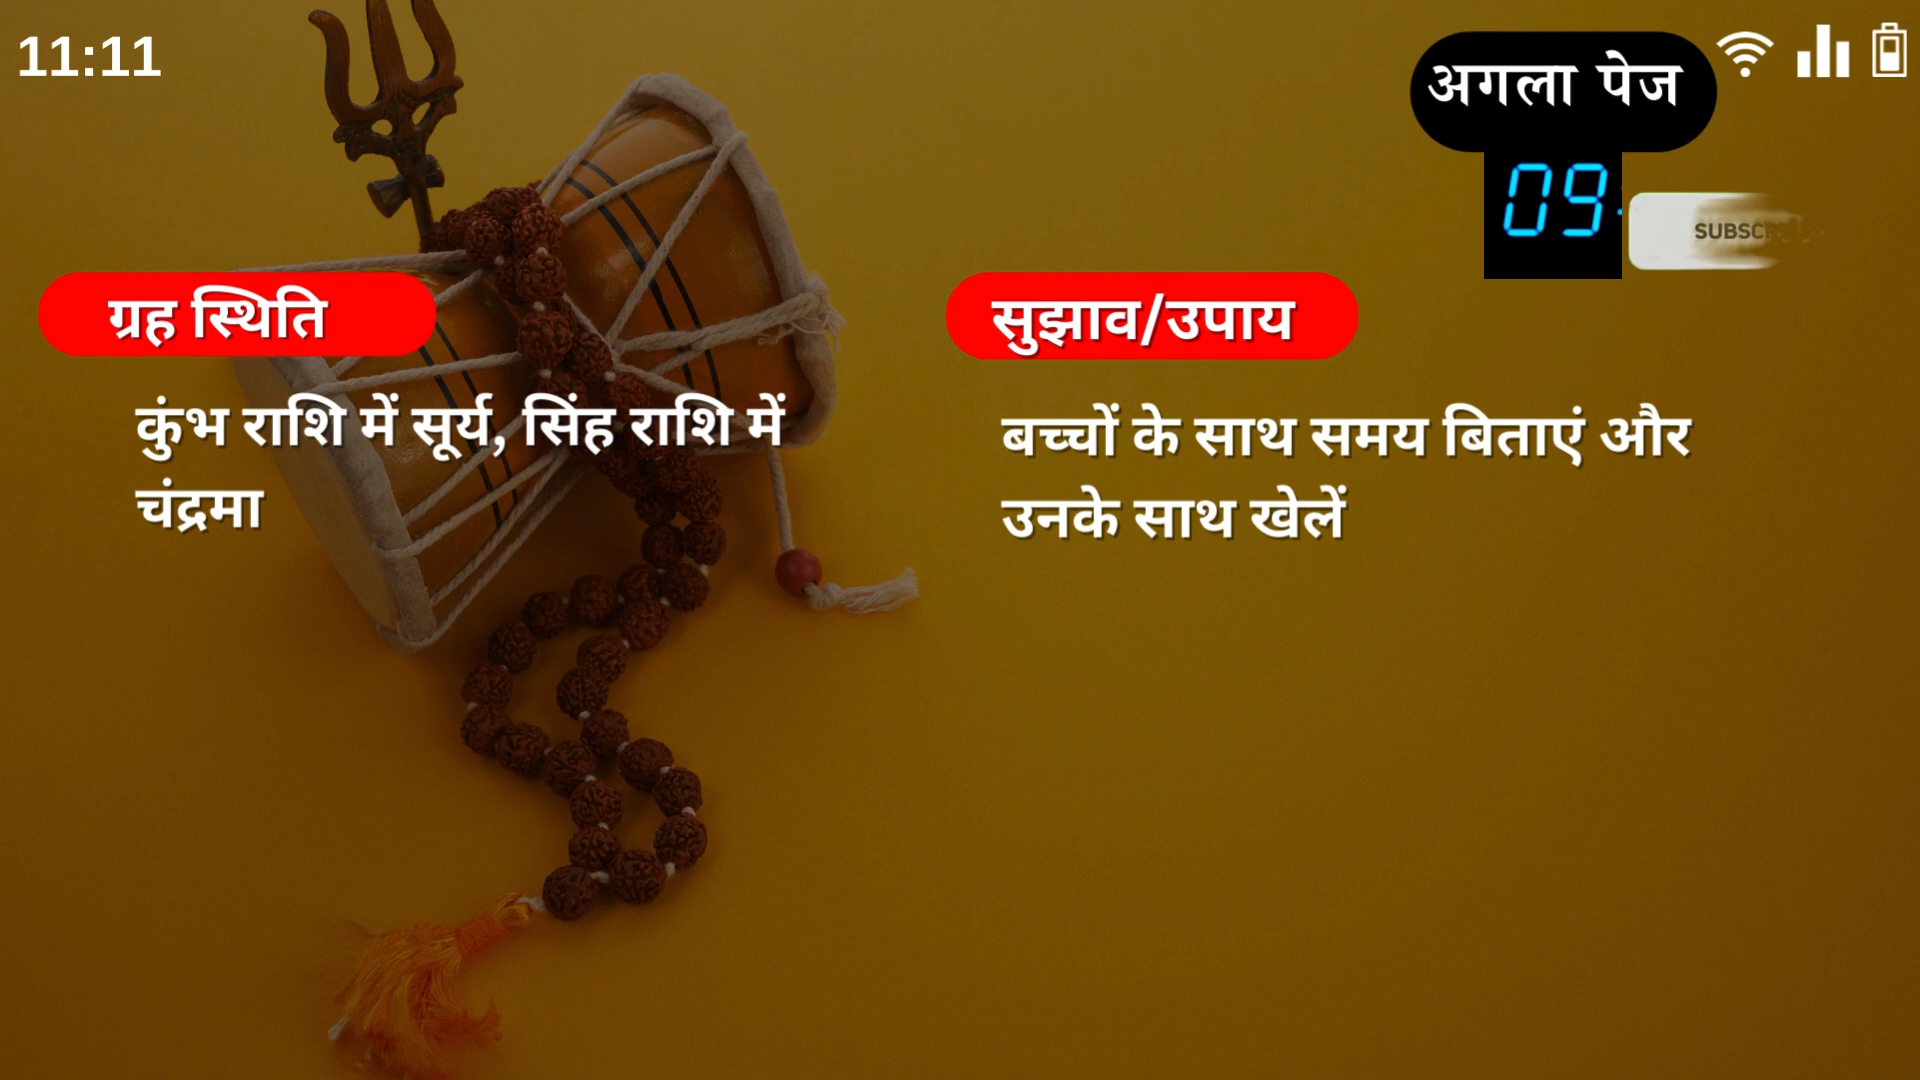 11:11
अगला पेज
09
ग्रह स्थिति
कुंभ राशि में सूर्य, सिंह राशि में
चंद्रमा
सुझाव/उपाय
बच्चों के साथ समय बिताएं और
उनके साथ खेलें